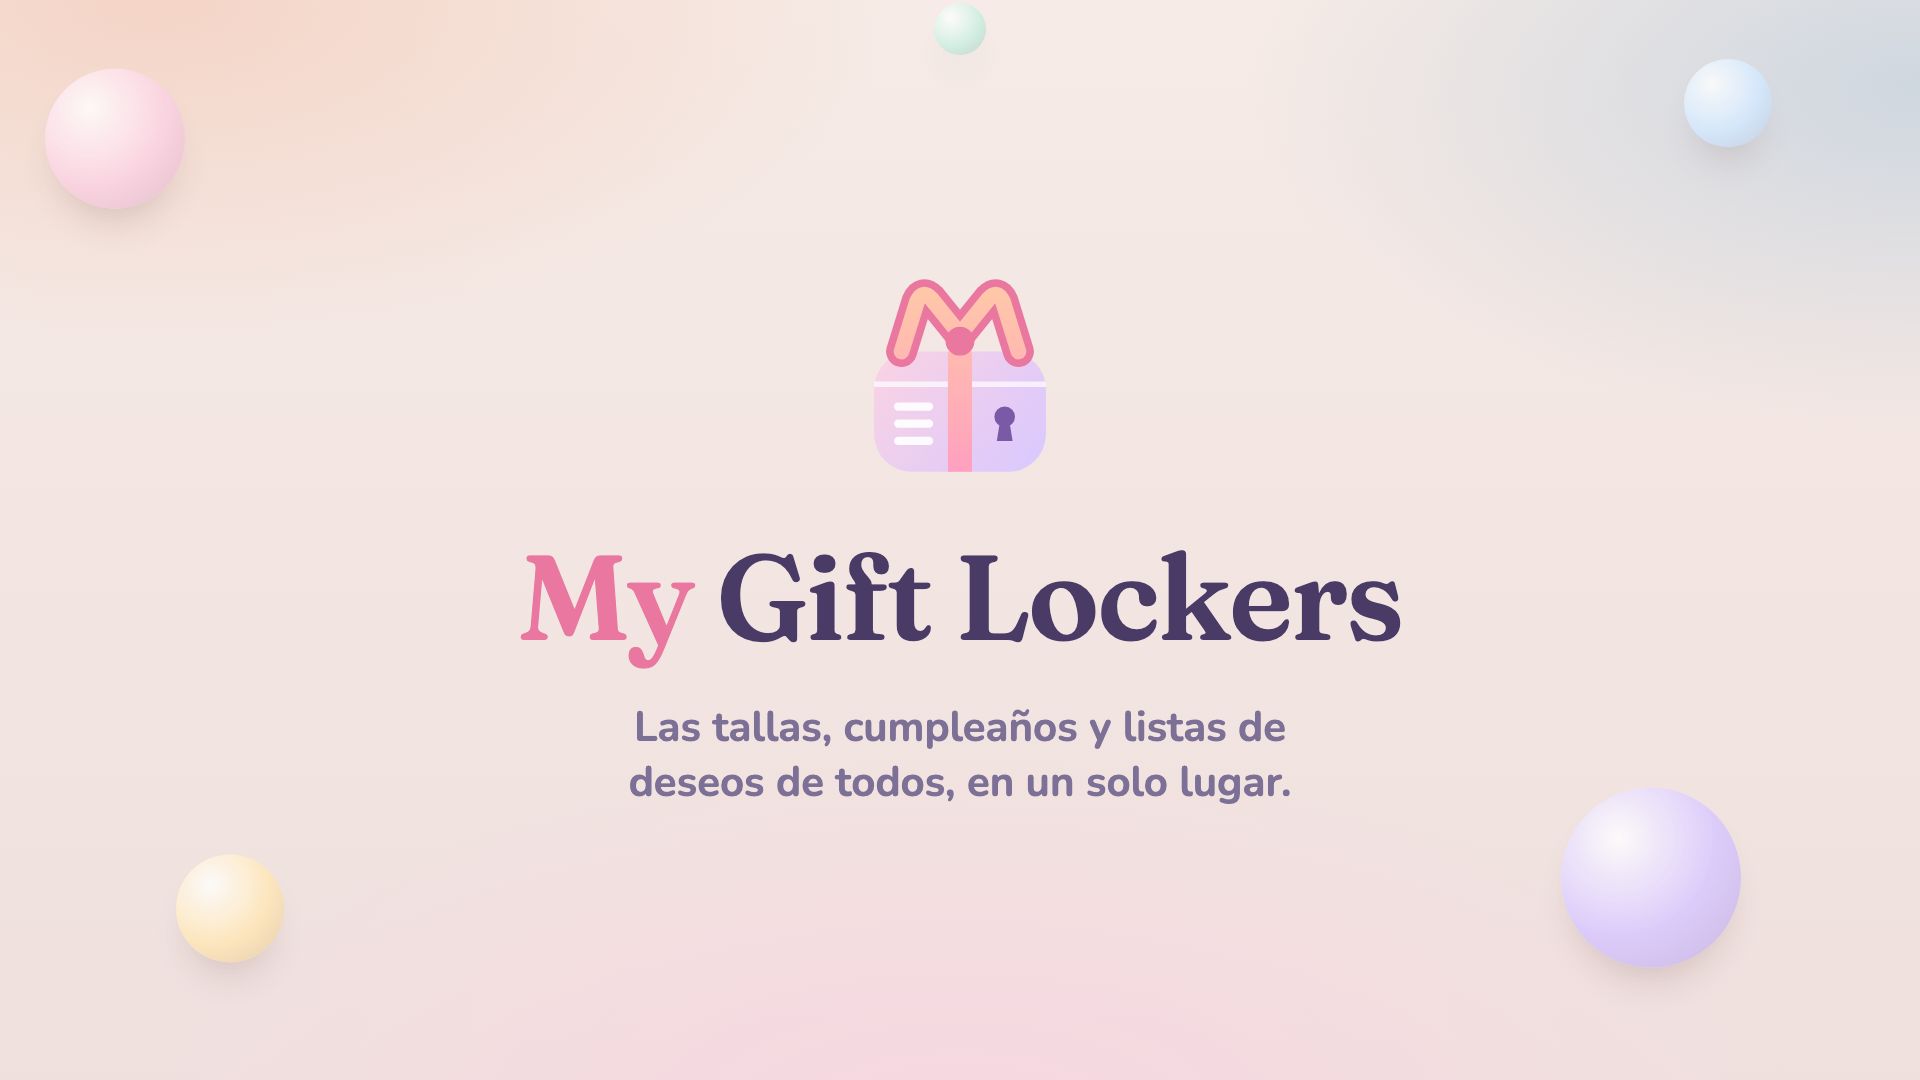 My Gift Lockers
Las tallas, cumpleaños y listas de
deseos de todos, en un solo lugar.